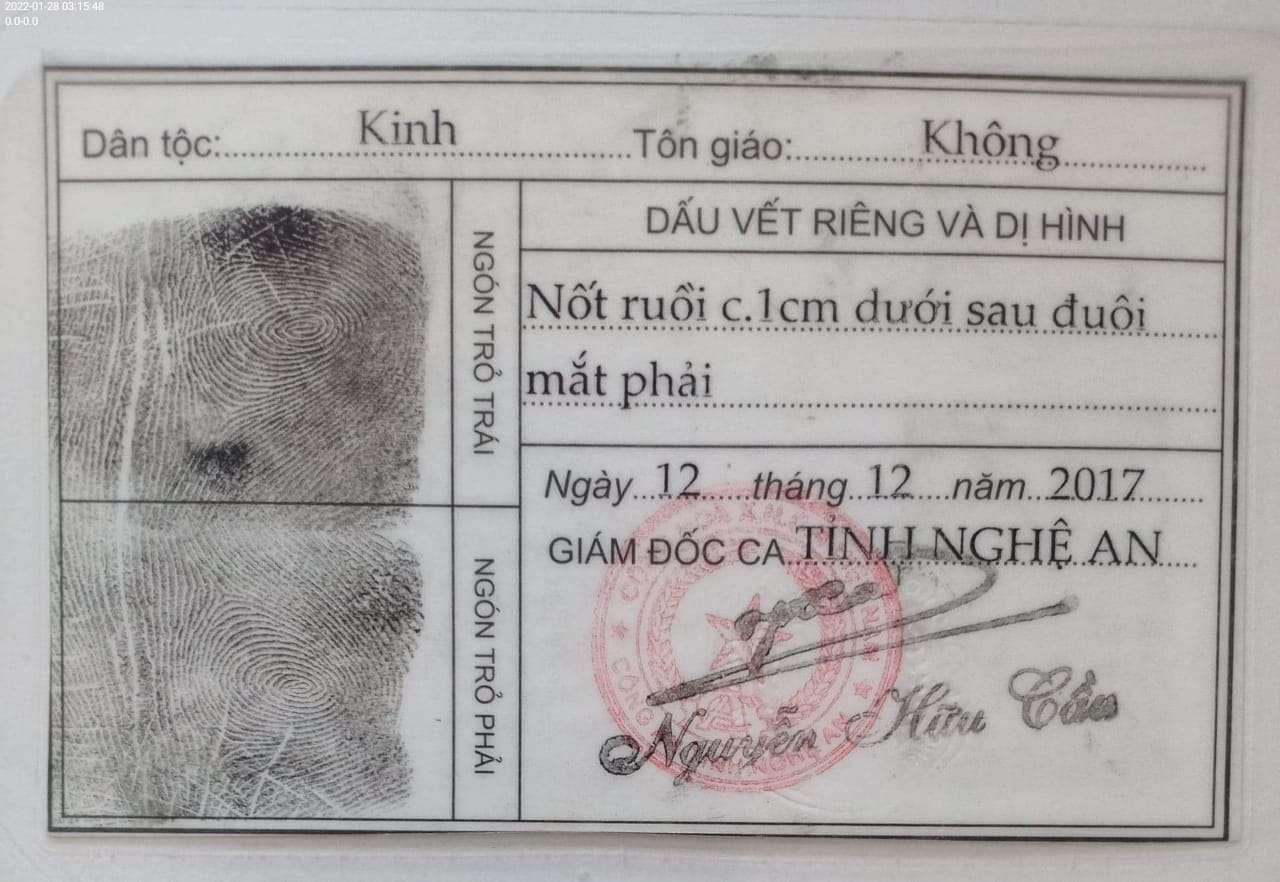 2022-01-28 03:15:48
0.0-0.0
Dân tộc: Kinh Tôn giáo: Không
DẤU VẾT RIÊNG VÀ DỊ HÌNH
NGÓN TRỎ TRÁI
Nốt ruồi c.1cm dưới sau đuôi
mắt phải
Ngày 12 tháng 12 năm 2017
GIÁM ĐỐC CA TỈNH NGHỆ AN
NGÓN TRỎ PHẢI
Nguyễn Hữu Cầu